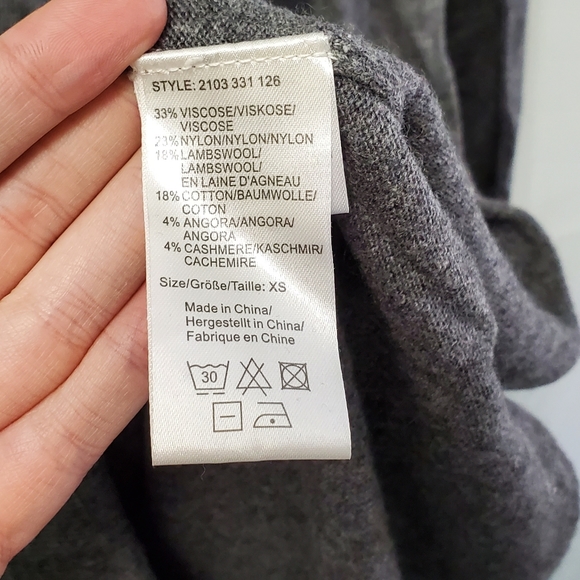 STYLE: 2103 331 126
33% VISCOSE/VISKOSE/
VISCOSE
23% NYLON/NYLON/NYLON
18% LAMBSWOOL/
LAMBSWOOL/
EN LAINE D'AGNEAU
18% COTTON/BAUMWOLLE/
COTON
4% ANGORA/ANGORA/
ANGORA
4% CASHMERE/KASCHMIR/
CACHEMIRE
Size/Größe/Taille: XS
Made in China/
Hergestellt in China/
Fabrique en Chine
30